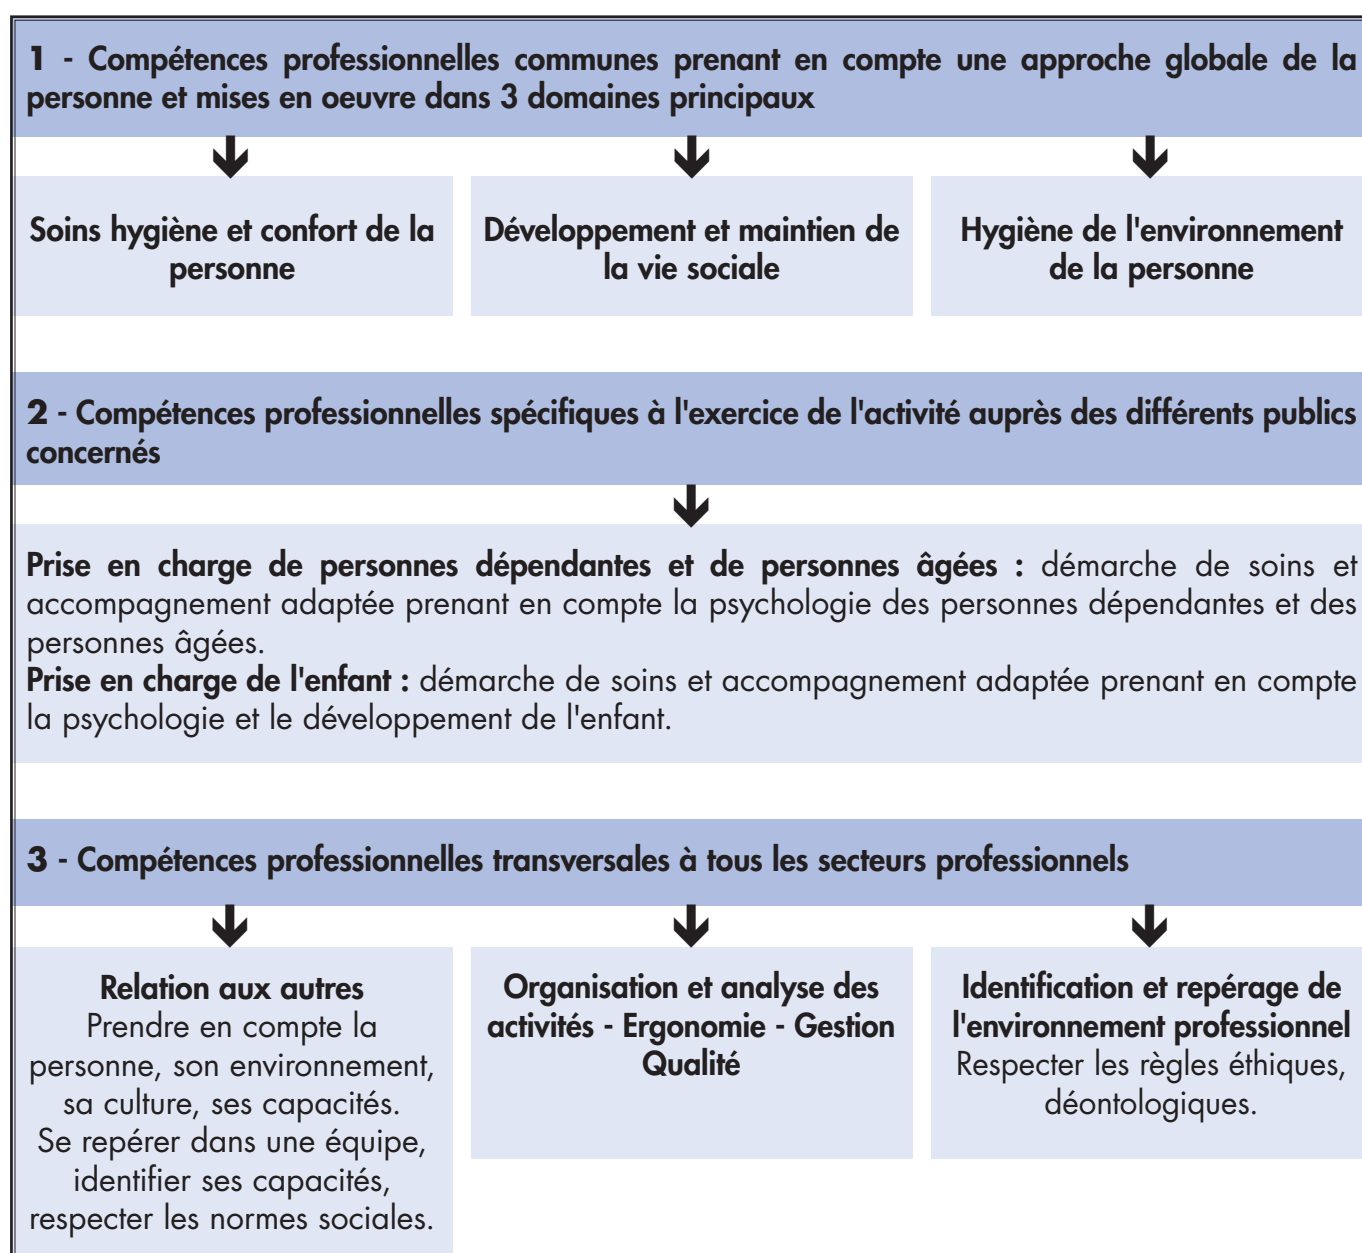 1 - Compétences professionnelles communes prenant en compte une approche globale de la
personne et mises en oeuvre dans 3 domaines principaux
Soins hygiène et confort de la
personne
Développement et maintien de
la vie sociale
Hygiène de l'environnement
de la personne
2 - Compétences professionnelles spécifiques à l'exercice de l'activité auprès des différents publics
concernés
Prise en charge de personnes dépendantes et de personnes âgées : démarche de soins et
accompagnement adaptée prenant en compte la psychologie des personnes dépendantes et des
personnes âgées.
Prise en charge de l'enfant : démarche de soins et accompagnement adaptée prenant en compte
la psychologie et le développement de l'enfant.
3 - Compétences professionnelles transversales à tous les secteurs professionnels
Relation aux autres
Prendre en compte la
personne, son environnement,
sa culture, ses capacités.
Se repérer dans une équipe,
identifier ses capacités,
respecter les normes sociales.
Organisation et analyse des
activités - Ergonomie - Gestion
Qualité
Identification et repérage de
l'environnement professionnel
Respecter les règles éthiques,
déontologiques.